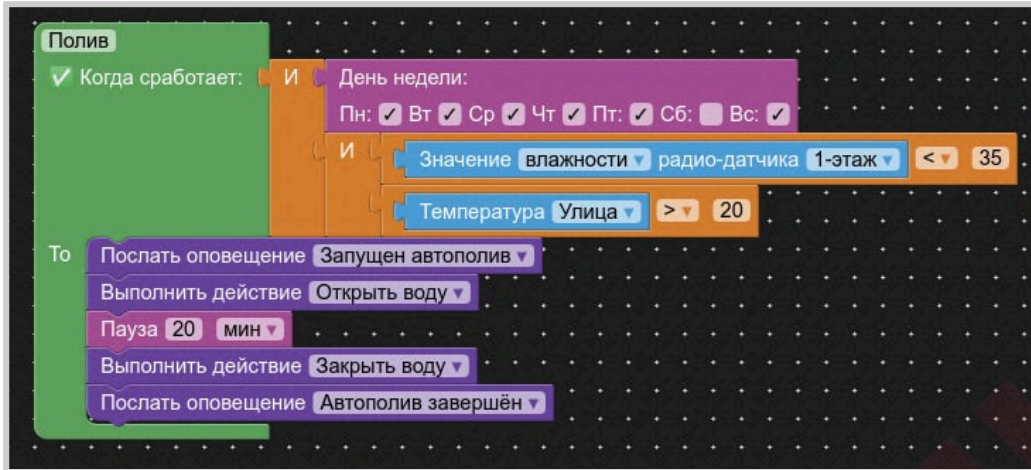 Полив
Когда сработает: И День недели:
Пн: Вт Ср Чт Пт: Сб: Вс:
И Значение влажности радио-датчика 1-этаж < 35
Температура Улица > 20
То Послать оповещение Запущен автополив
Выполнить действие Открыть воду
Пауза 20 мин
Выполнить действие Закрыть воду
Послать оповещение Автополив завершён